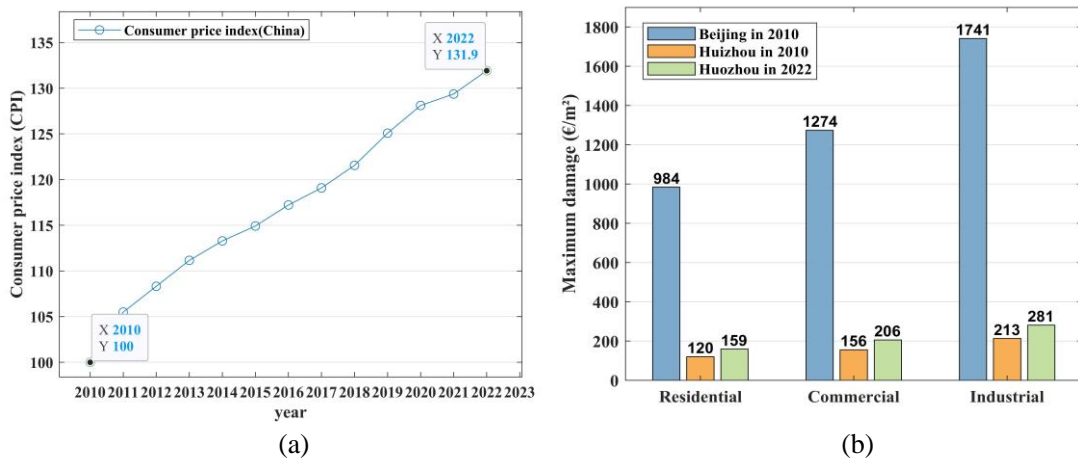 Consumer price index(China)
X 2022
Y 131.9
135
130
125
120
115
110
105
100
Consumer price index (CPI)
X 2010
Y 100
2010 2011 2012 2013 2014 2015 2016 2017 2018 2019 2020 2021 2022 2023
year
(a)
Beijing in 2010
Huizhou in 2010
Huozhou in 2022
1800
1600
1400
1200
1000
800
600
400
200
0
Maximum damage (€/m²)
984
120
159
1274
156
206
1741
213
281
Residential
Commercial
Industrial
(b)